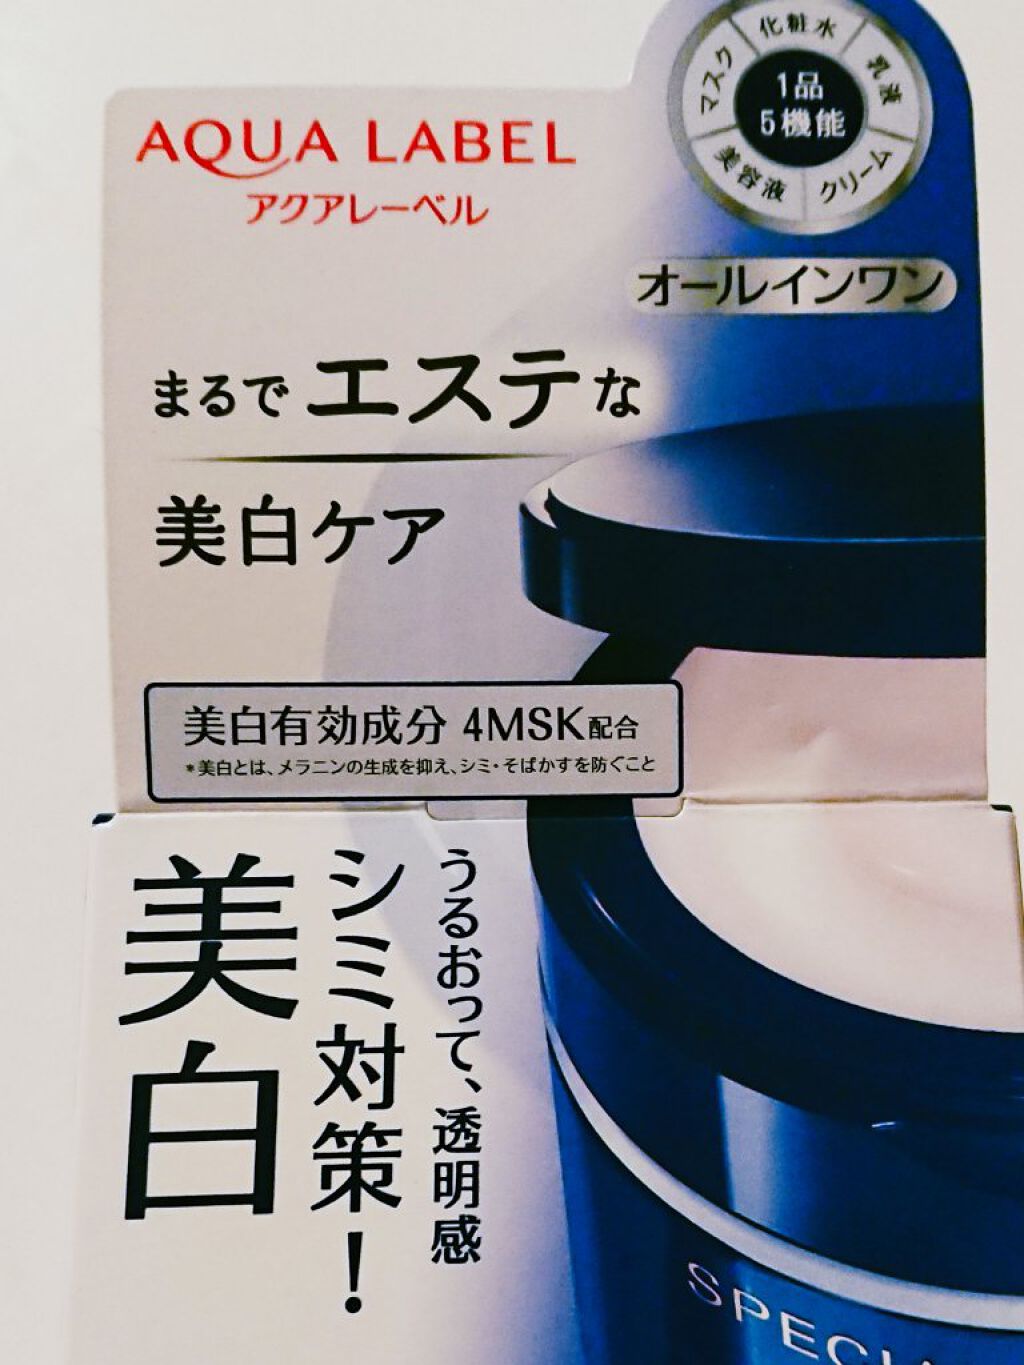 AQUA LABEL
アクアレーベル
化粧水
乳液
クリーム
美容液
マスク
1品
5機能
オールインワン
まるでエステな
美白ケア
美白有効成分 4MSK配合
*美白とは、メラニンの生成を抑え、シミ・そばかすを防ぐこと
うるおって、透明感
シミ対策!
美白